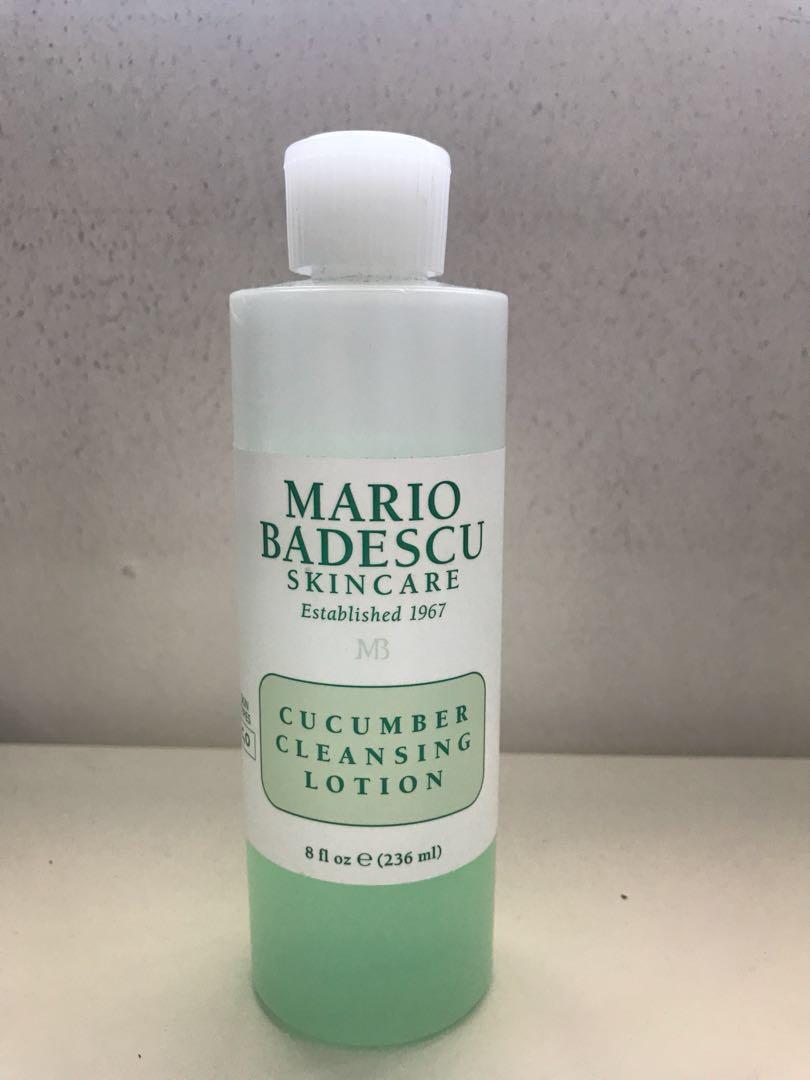 MARIO
BADESCU
SKINCARE
Established 1967
MB
CUCUMBER
CLEANSING
LOTION
8 fl oz ℮ (236 ml)